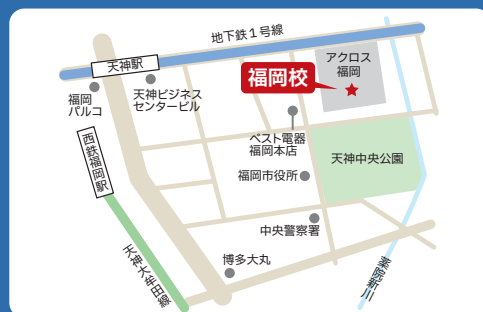 地下鉄1号線
天神駅
アクロス
福岡
福岡校
福岡
パルコ
天神ビジネス
センタービル
ベスト電器
福岡本店
西鉄福岡駅
天神中央公園
福岡市役所
中央警察署
天神大牟田線
博多大丸
薬院新川